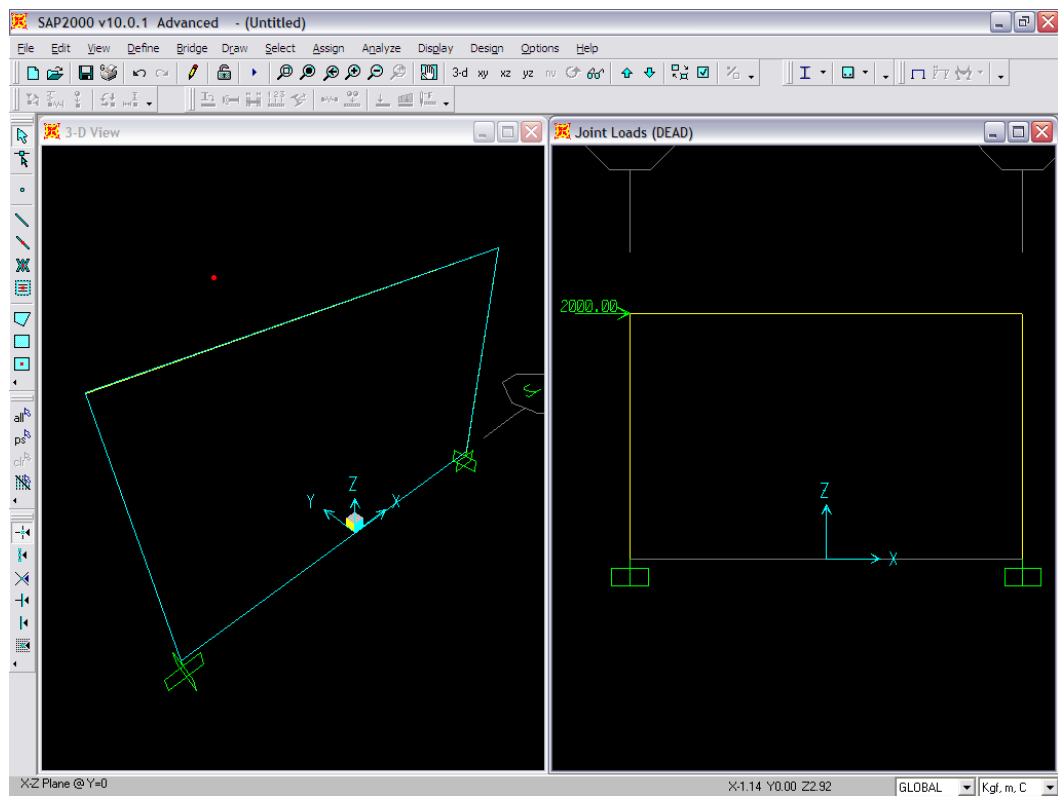 SAP2000 v10.0.1 Advanced - (Untitled)
File Edit View Define Bridge Draw Select Assign Analyze Display Design Options Help
3-d xy xz yz nv
3-D View
Joint Loads (DEAD)
2000.00
Z
Y
X
Z
X
all
ps
clr
X-Z Plane @ Y=0
X-1.14 Y0.00 Z2.92
GLOBAL
Kgf, m, C